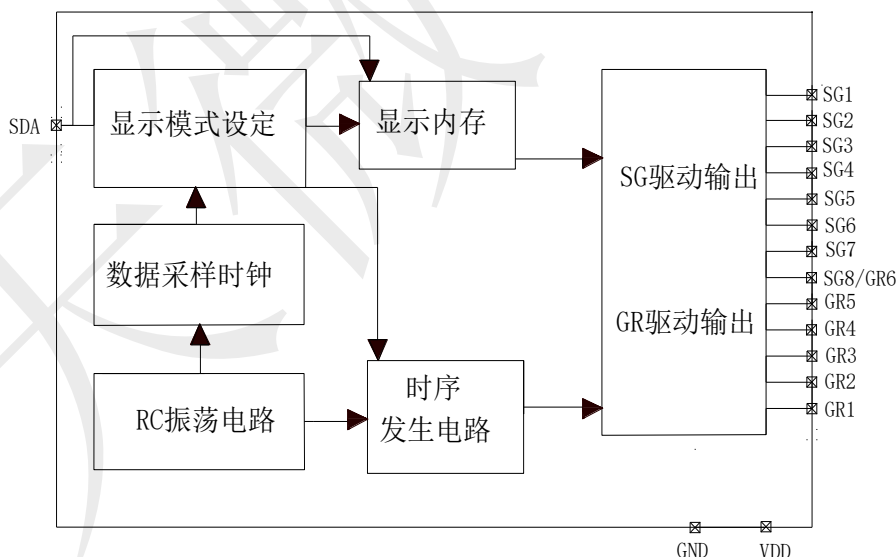 SDA
显示模式设定
显示内存
数据采样时钟
RC振荡电路
时序
发生电路
SG驱动输出
GR驱动输出
SG1
SG2
SG3
SG4
SG5
SG6
SG7
SG8/GR6
GR5
GR4
GR3
GR2
GR1
GND
VDD